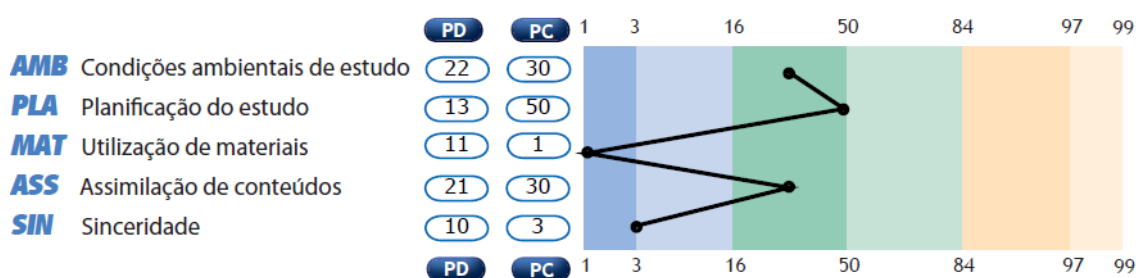 PD PC 1 3 16 50 84 97 99
AMB Condições ambientais de estudo 22 30
PLA Planificação do estudo 13 50
MAT Utilização de materiais 11 1
ASS Assimilação de conteúdos 21 30
SIN Sinceridade 10 3
PD PC 1 3 16 50 84 97 99